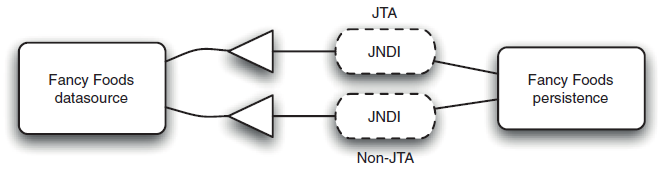 JTA
JNDI
Fancy Foods
datasource
Fancy Foods
persistence
JNDI
Non-JTA